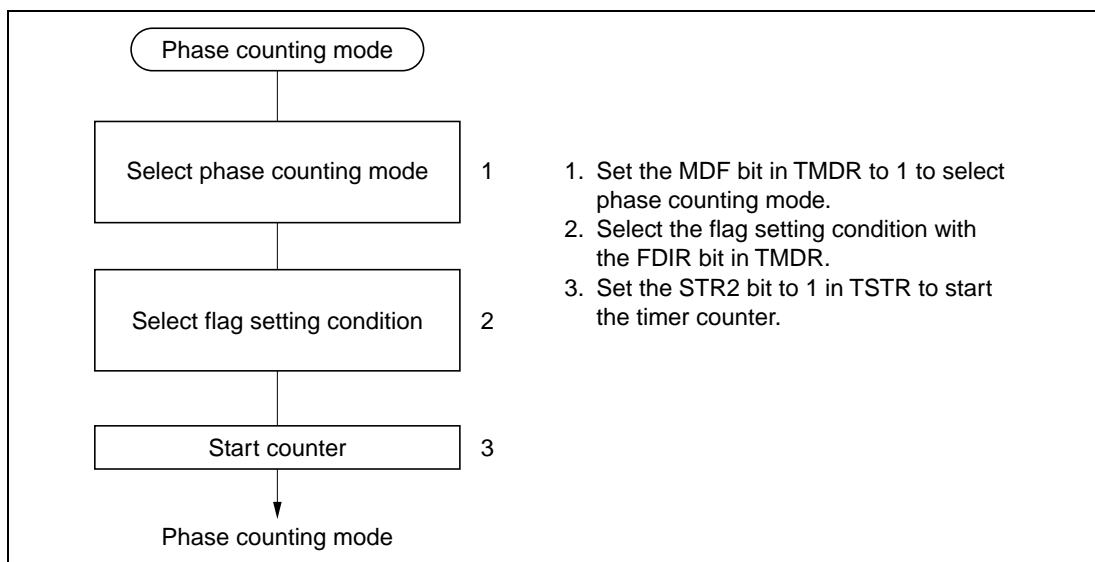 Phase counting mode
Select phase counting mode 1
Select flag setting condition 2
Start counter 3
Phase counting mode
1. Set the MDF bit in TMDR to 1 to select
phase counting mode.
2. Select the flag setting condition with
the FDIR bit in TMDR.
3. Set the STR2 bit to 1 in TSTR to start
the timer counter.